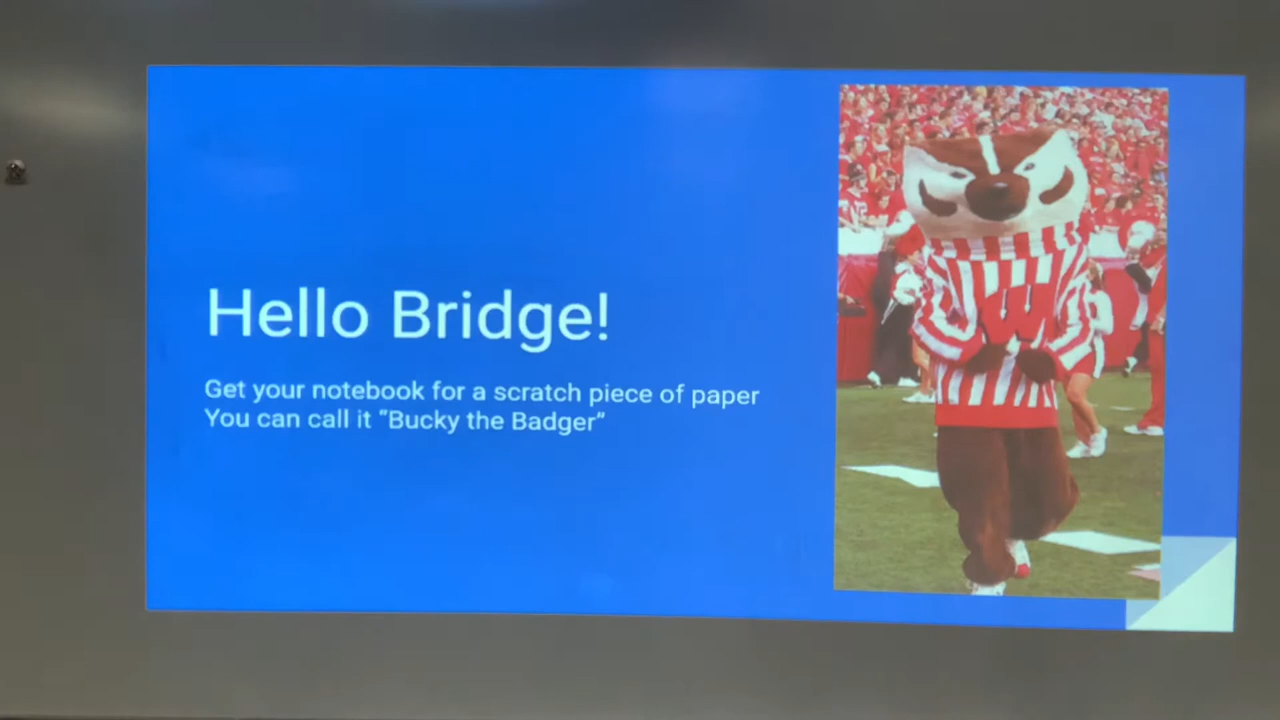 Hello Bridge!
Get your notebook for a scratch piece of paper
You can call it “Bucky the Badger”
W